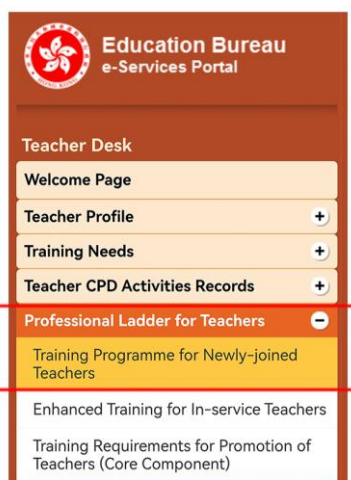 Education Bureau
e-Services Portal
Teacher Desk
Welcome Page
Teacher Profile
Training Needs
Teacher CPD Activities Records
Professional Ladder for Teachers
Training Programme for Newly-joined
Teachers
Enhanced Training for In-service Teachers
Training Requirements for Promotion of
Teachers (Core Component)